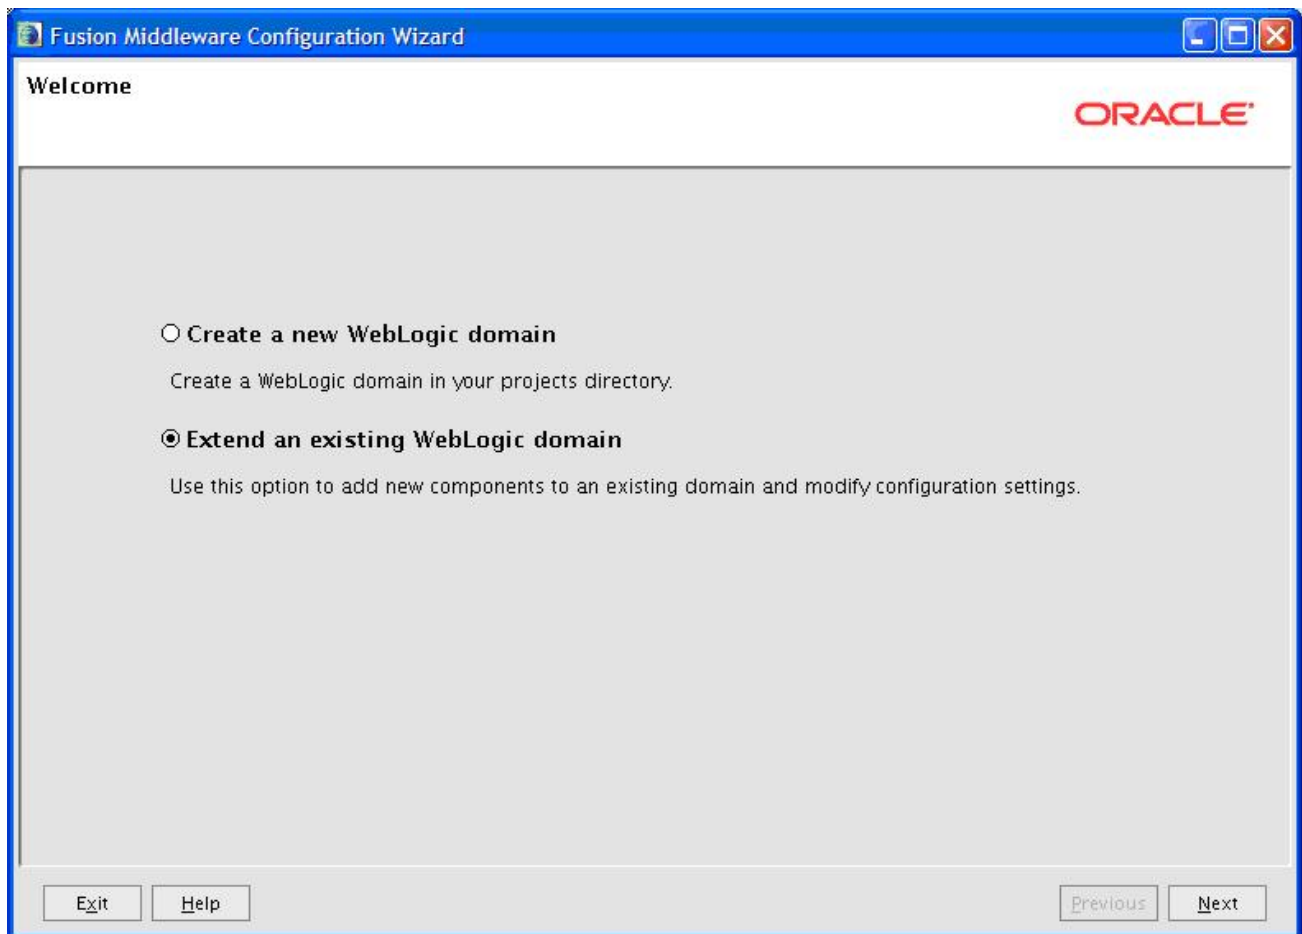 Fusion Middleware Configuration Wizard
Welcome
ORACLE
Create a new WebLogic domain
Create a WebLogic domain in your projects directory.
Extend an existing WebLogic domain
Use this option to add new components to an existing domain and modify configuration settings.
Exit Help Previous Next